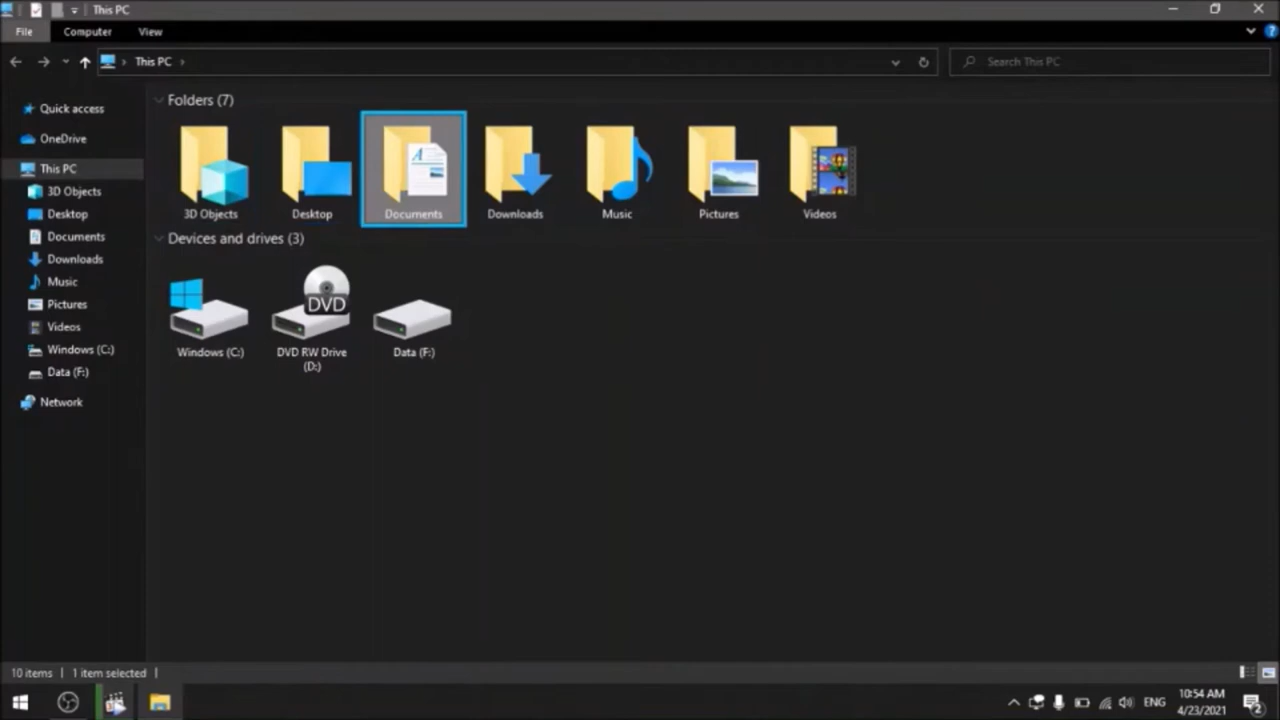 This PC
File
Computer
View
This PC
Search This PC
Quick access
OneDrive
This PC
3D Objects
Desktop
Documents
Downloads
Music
Pictures
Videos
Windows (C:)
Data (F:)
Network
Folders (7)
3D Objects
Desktop
Documents
Downloads
Music
Pictures
Videos
Devices and drives (3)
DVD
Windows (C:)
DVD RW Drive
(D:)
Data (F:)
10 items
1 item selected
ENG
10:54 AM
4/23/2021
2